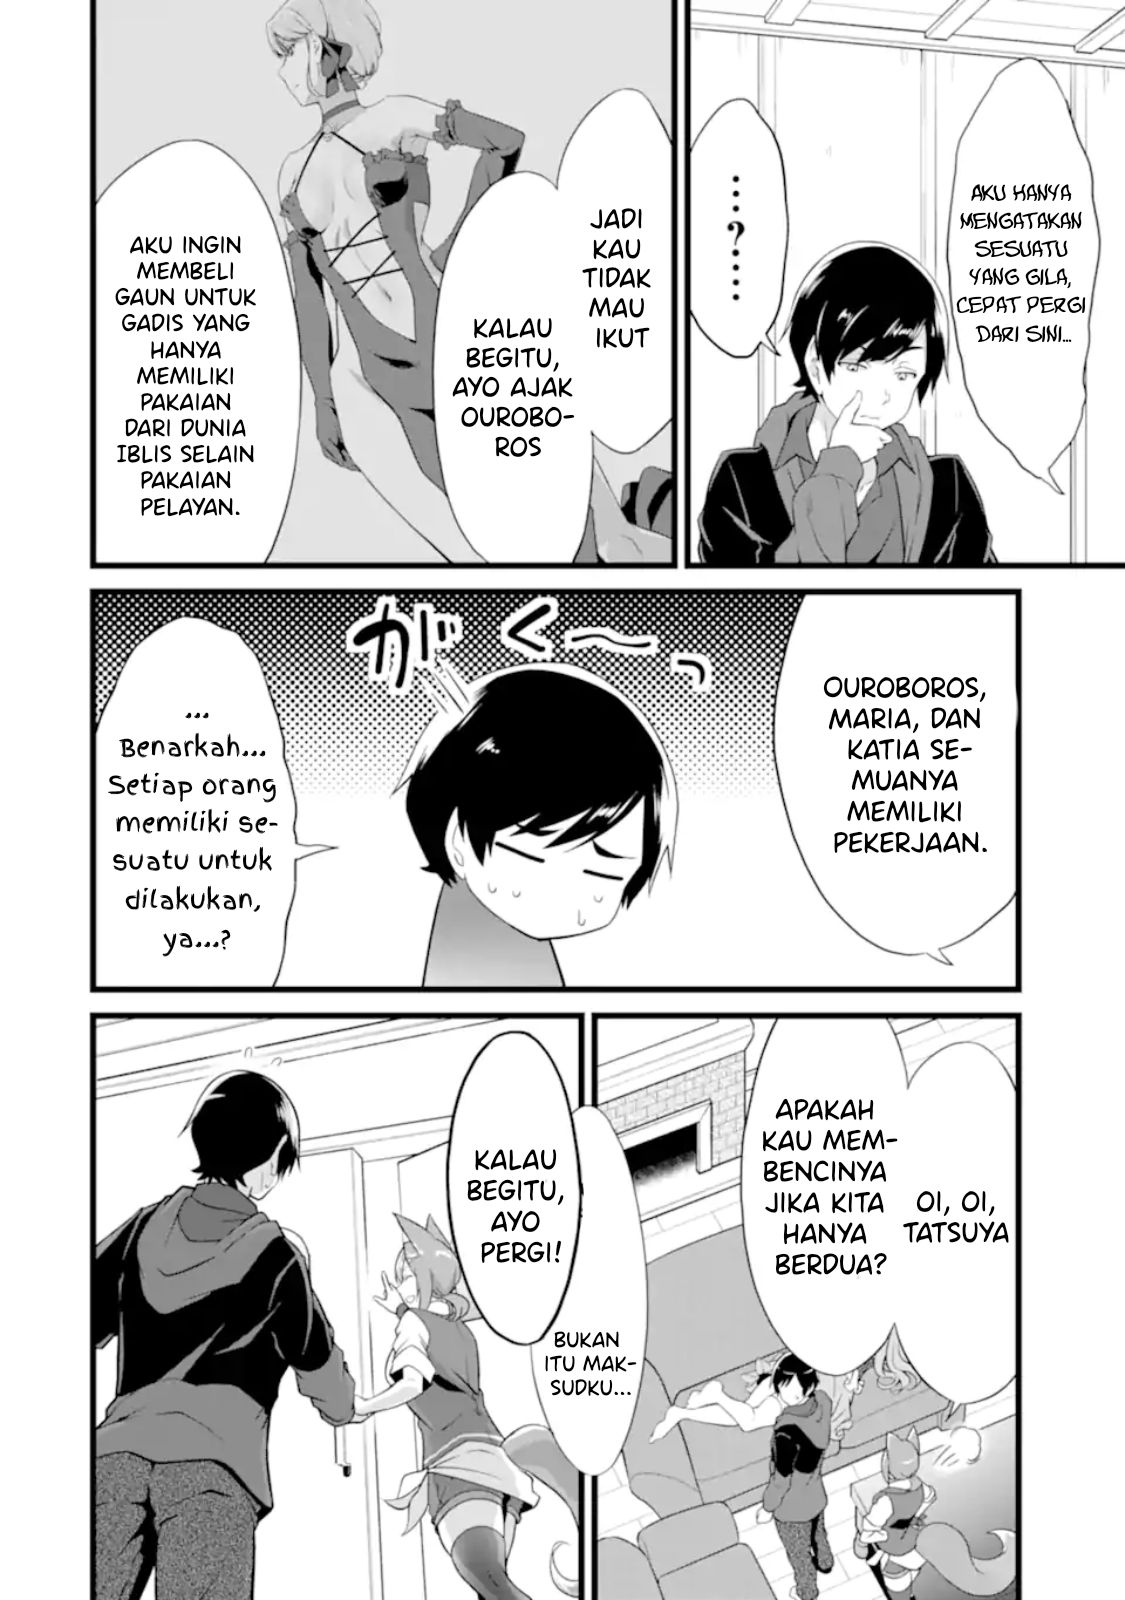 AKU HANYA
MENGATAKAN
SESUATU
YANG GILA,
CEPAT PERGI
DARI SINI...
...?...
JADI
KAU
TIDAK
MAU
IKUT
KALAU
BEGITU,
AYO AJAK
OUROBO-
ROS
AKU INGIN
MEMBELI
GAUN UNTUK
GADIS YANG
HANYA
MEMILIKI
PAKAIAN
DARI DUNIA
IBLIS SELAIN
PAKAIAN
PELAYAN.
OUROBOROS,
MARIA, DAN
KATIA SE-
MUANYA
MEMILIKI
PEKERJAAN.
がく〜っ
...
Benarkah...
Setiap orang
memiliki se-
suatu untuk
dilakukan,
ya...?
OI, OI,
TATSUYA
APAKAH
KAU MEM-
BENCINYA
JIKA KITA
HANYA
BERDUA?
BUKAN
ITU MAK-
SUDKU...
KALAU
BEGITU,
AYO
PERGI!